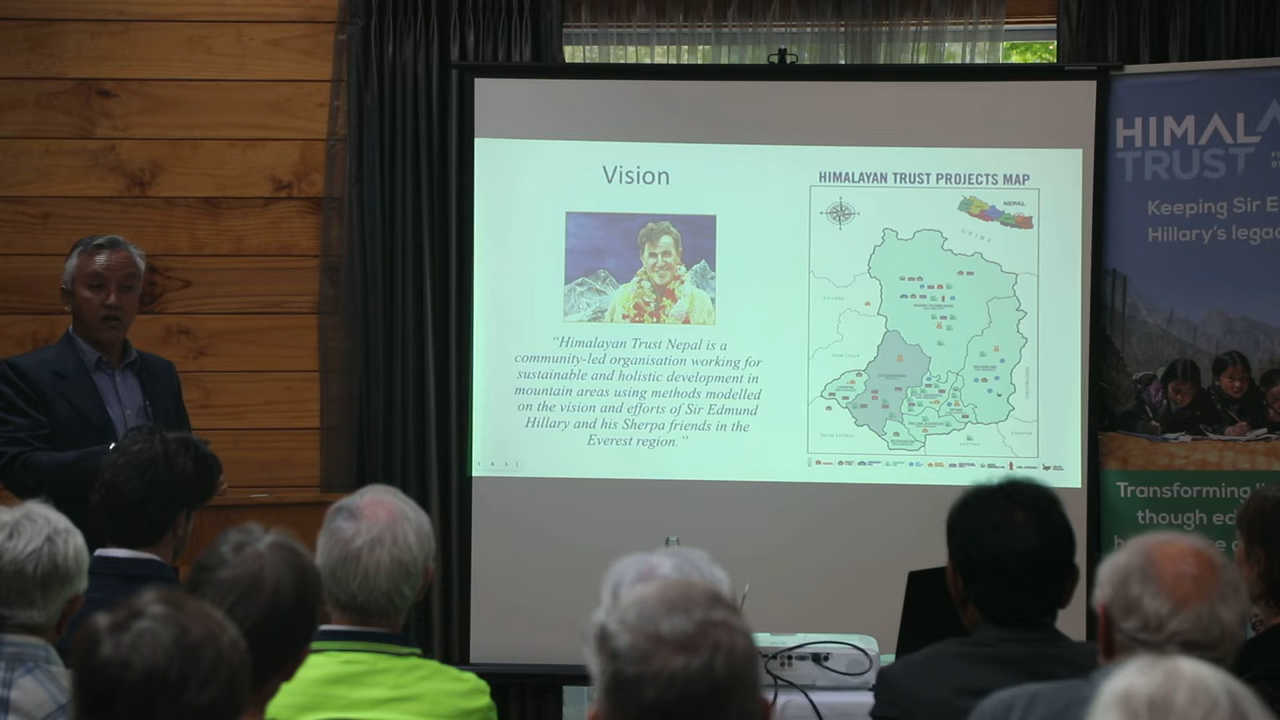 Vision
"Himalayan Trust Nepal is a
community-led organisation working for
sustainable and holistic development in
mountain areas using methods modelled
on the vision and efforts of Sir Edmund
Hillary and his Sherpa friends in the
Everest region."
HIMALAYAN TRUST PROJECTS MAP
NEPAL
CHINA
HIMAL
TRUST
Keeping Sir E
Hillary's lega
Transforming
though ed